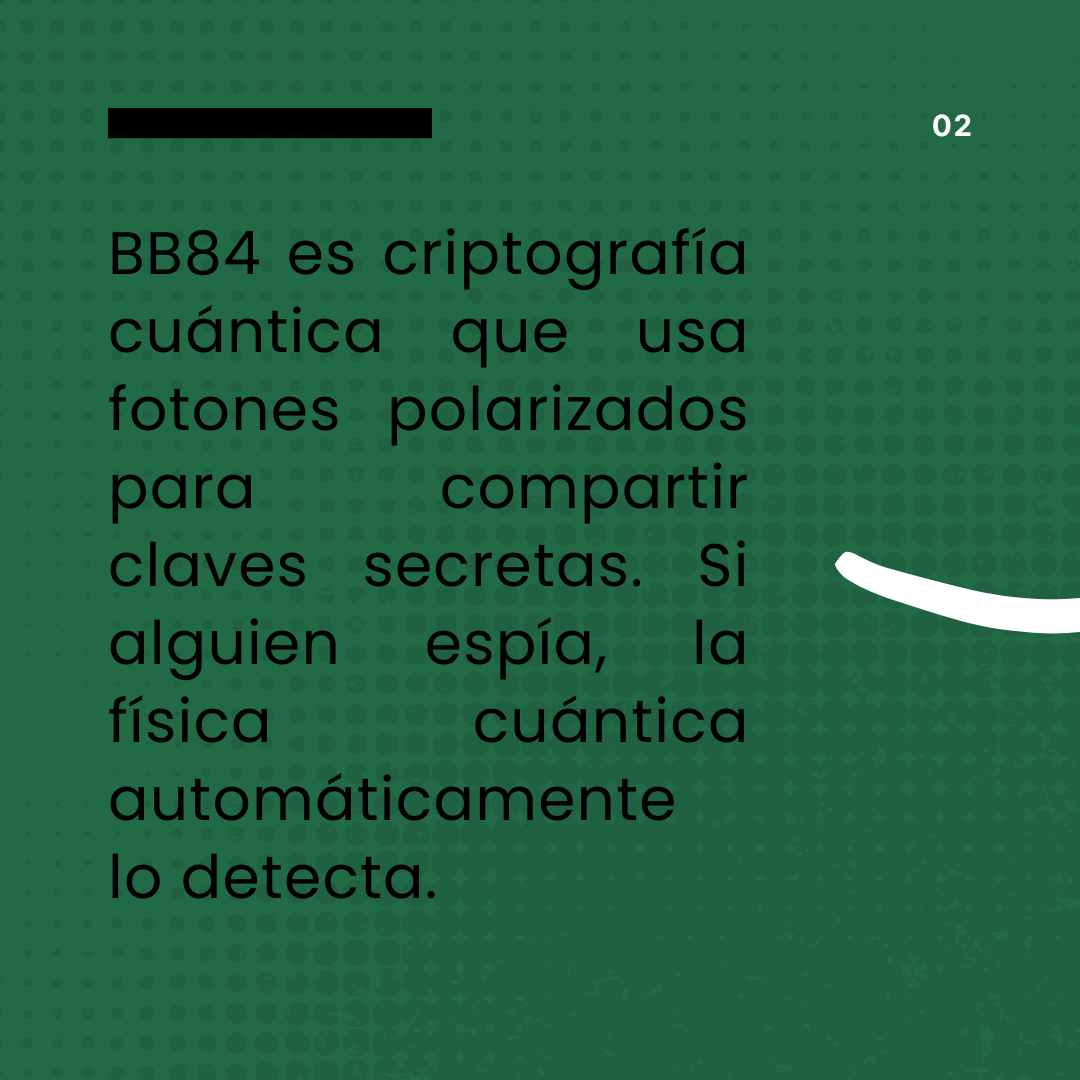 02
BB84 es criptografía
cuántica que usa
fotones polarizados
para compartir
claves secretas. Si
alguien espía, la
física cuántica
automáticamente
lo detecta.